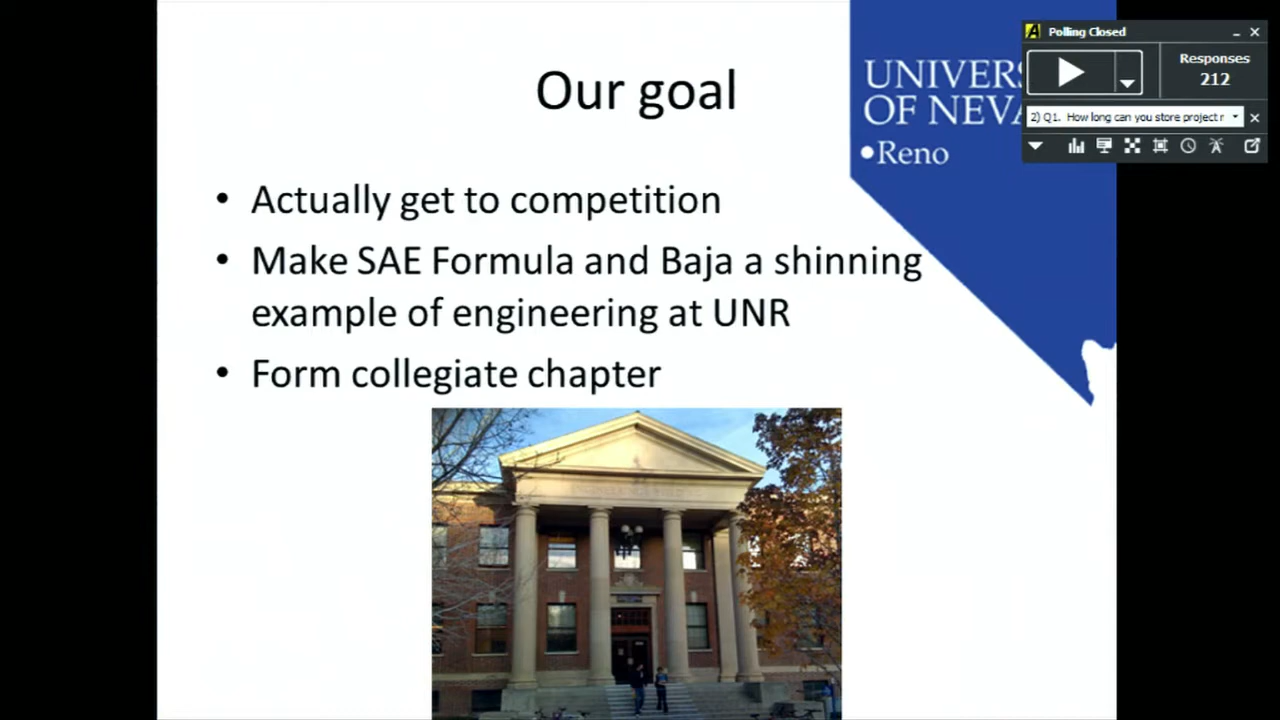 Our goal
UNIVERS
OF NEVA
•Reno
Polling Closed
Responses
212
2) Q1. How long can you store project r
• Actually get to competition
• Make SAE Formula and Baja a shinning
example of engineering at UNR
• Form collegiate chapter